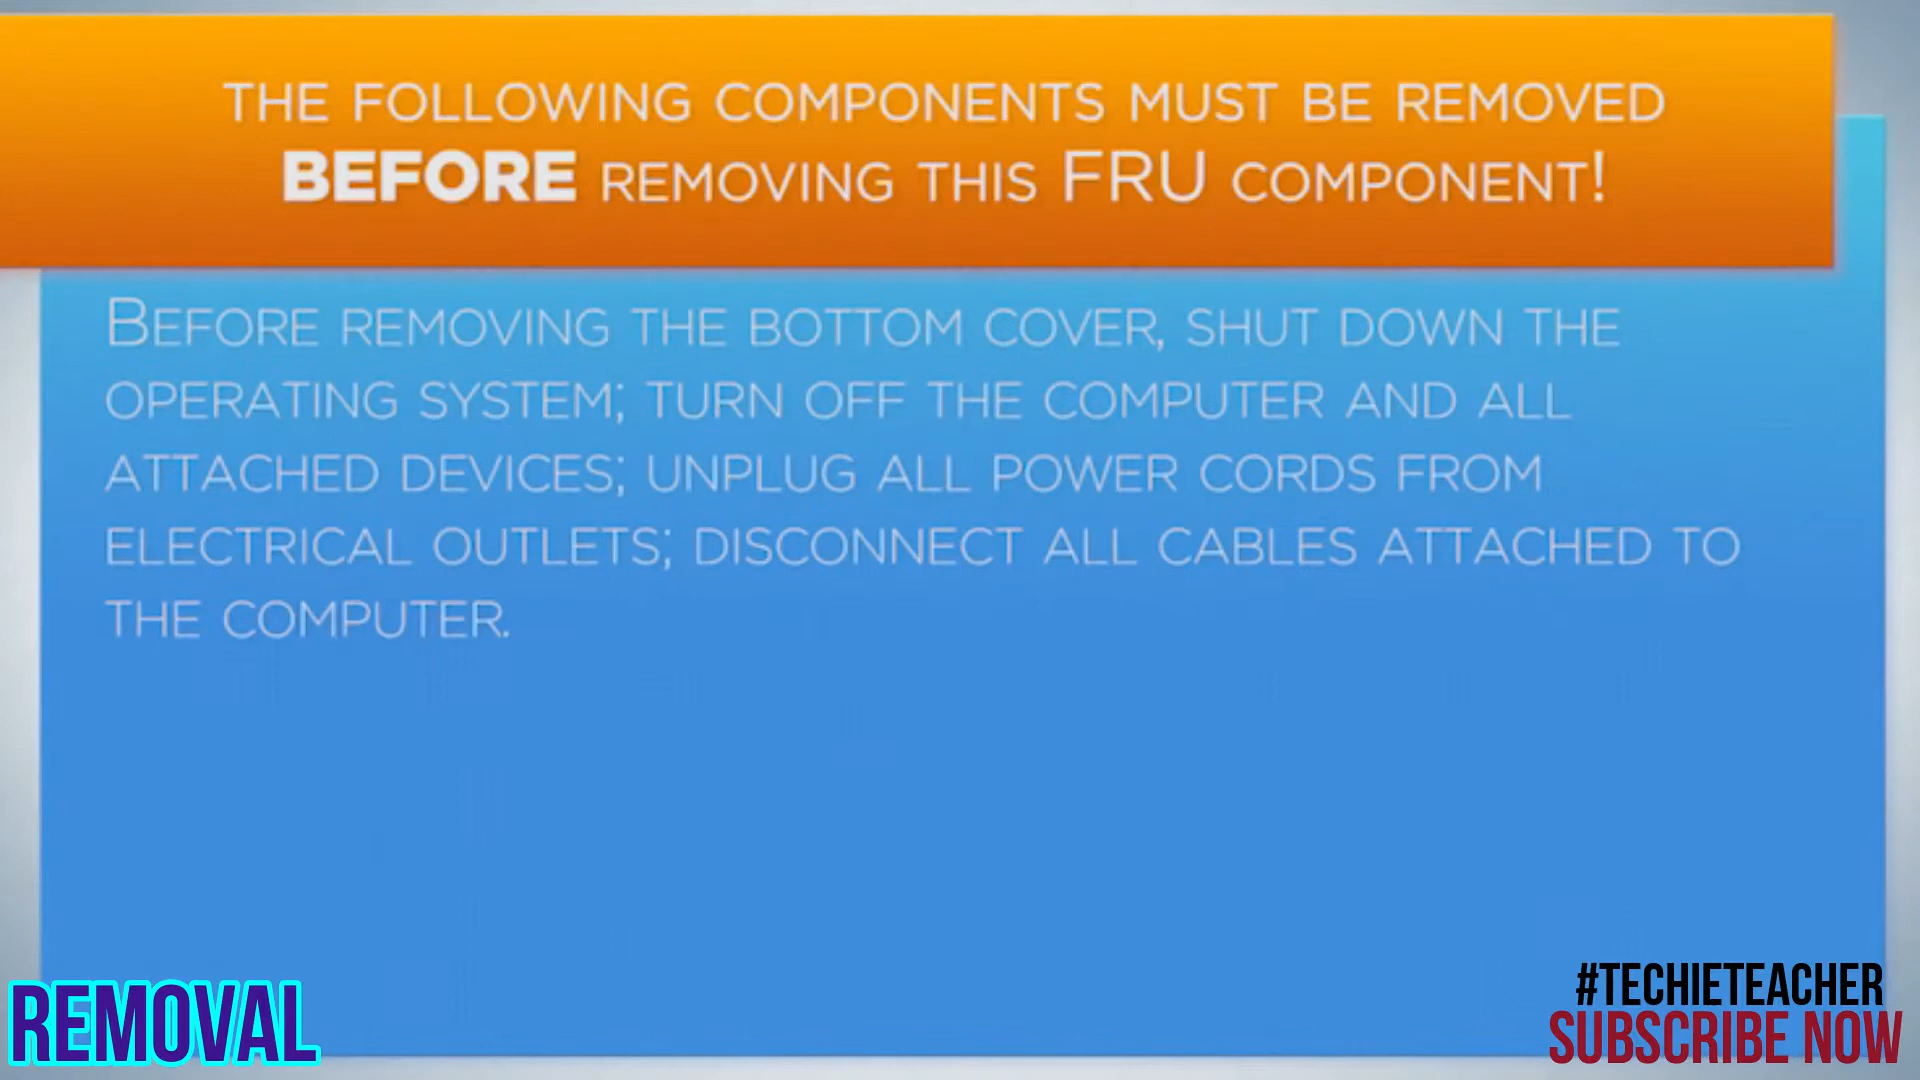 THE FOLLOWING COMPONENTS MUST BE REMOVED
BEFORE REMOVING THIS FRU COMPONENT!
BEFORE REMOVING THE BOTTOM COVER, SHUT DOWN THE
OPERATING SYSTEM; TURN OFF THE COMPUTER AND ALL
ATTACHED DEVICES; UNPLUG ALL POWER CORDS FROM
ELECTRICAL OUTLETS; DISCONNECT ALL CABLES ATTACHED TO
THE COMPUTER.
REMOVAL
#TECHIETEACHER
SUBSCRIBE NOW